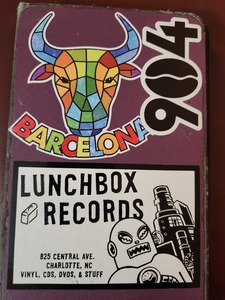 BARCELONA
904
LUNCHBOX
RECORDS
825 CENTRAL AVE.
CHARLOTTE, NC
VINYL, CDS, DVDS, & STUFF